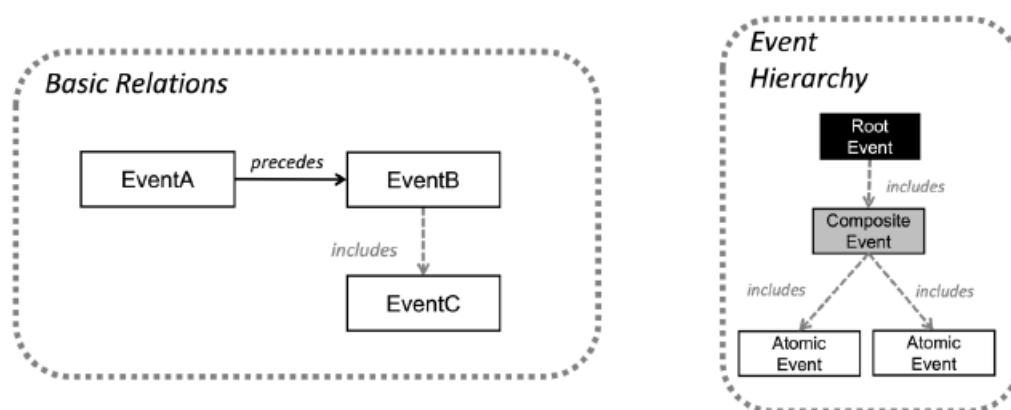 Basic Relations
EventA
precedes
EventB
includes
EventC
Event
Hierarchy
Root
Event
includes
Composite
Event
includes
includes
Atomic
Event
Atomic
Event